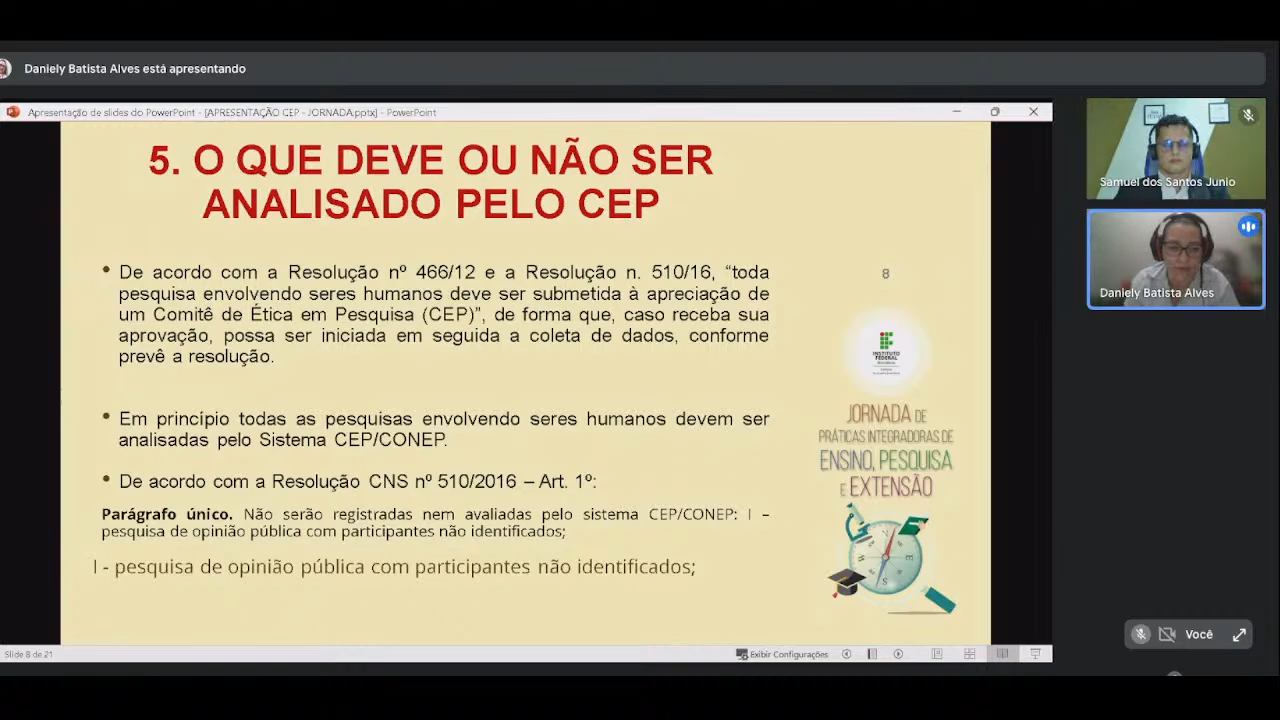 Daniely Batista Alves está apresentando
Apresentação de slides do PowerPoint - [APRESENTAÇÃO CEP - JORNADA.pptx] - PowerPoint
5. O QUE DEVE OU NÃO SER
ANALISADO PELO CEP
• De acordo com a Resolução nº 466/12 e a Resolução n. 510/16, “toda
pesquisa envolvendo seres humanos deve ser submetida à apreciação de
um Comitê de Ética em Pesquisa (CEP)”, de forma que, caso receba sua
aprovação, possa ser iniciada em seguida a coleta de dados, conforme
prevê a resolução.
• Em princípio todas as pesquisas envolvendo seres humanos devem ser
analisadas pelo Sistema CEP/CONEP.
• De acordo com a Resolução CNS nº 510/2016 – Art. 1º:
Parágrafo único. Não serão registradas nem avaliadas pelo sistema CEP/CONEP: I –
pesquisa de opinião pública com participantes não identificados;
I - pesquisa de opinião pública com participantes não identificados;
8
INSTITUTO
FEDERAL
JORNADA DE
PRÁTICAS INTEGRADORAS DE
ENSINO, PESQUISA
E EXTENSÃO
E
S
Slide 8 de 21
Exibir Configurações
Samuel dos Santos Junio
Daniely Batista Alves
Você